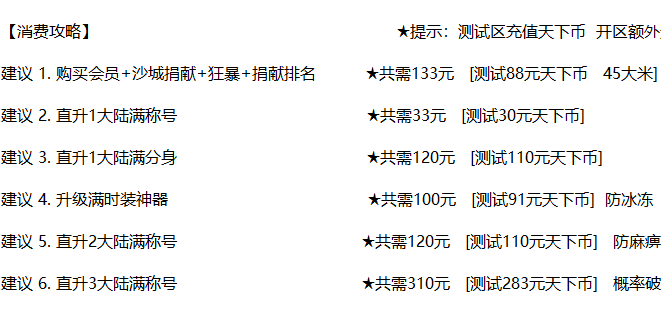 【消费攻略】 ★提示：测试区充值天下币 开区额外
建议 1. 购买会员+沙城捐献+狂暴+捐献排名 ★共需133元 [测试88元天下币 45大米]
建议 2. 直升1大陆满称号 ★共需33元 [测试30元天下币]
建议 3. 直升1大陆满分身 ★共需120元 [测试110元天下币]
建议 4. 升级满时装神器 ★共需100元 [测试91元天下币] 防冰冻
建议 5. 直升2大陆满称号 ★共需120元 [测试110元天下币] 防麻痹
建议 6. 直升3大陆满称号 ★共需310元 [测试283元天下币] 概率破